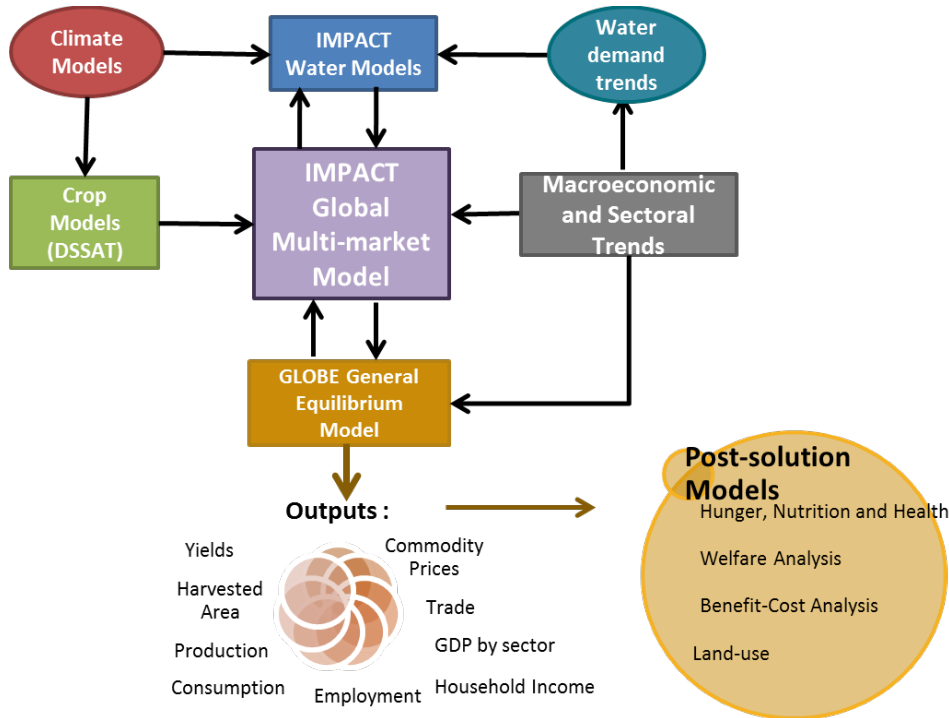 Climate
Models
IMPACT
Water Models
Water
demand
trends
Crop
Models
(DSSAT)
IMPACT
Global
Multi-market
Model
Macroeconomic
and Sectoral
Trends
GLOBE General
Equilibrium
Model
Outputs :
Yields
Commodity
Prices
Harvested
Area
Trade
Production
GDP by sector
Consumption
Employment
Household Income
Post-solution
Models
Hunger, Nutrition and Health
Welfare Analysis
Benefit-Cost Analysis
Land-use